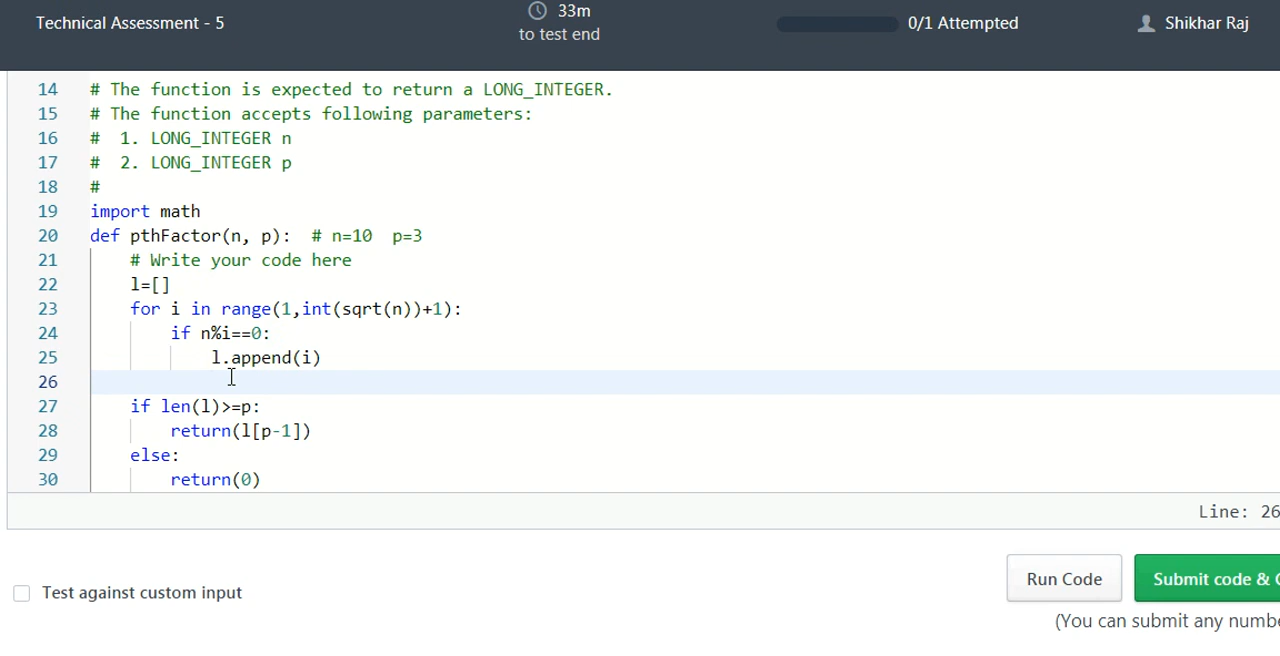 Technical Assessment - 5
33m
to test end
0/1 Attempted
Shikhar Raj
14 # The function is expected to return a LONG_INTEGER.
15 # The function accepts following parameters:
16 #  1. LONG_INTEGER n
17 #  2. LONG_INTEGER p
18 #
19 import math
20 def pthFactor(n, p):  # n=10  p=3
21     # Write your code here
22     l=[]
23     for i in range(1,int(sqrt(n))+1):
24         if n%i==0:
25             l.append(i)
26
27     if len(l)>=p:
28         return(l[p-1])
29     else:
30         return(0)
Line: 26
Test against custom input
Run Code
Submit code &
(You can submit any